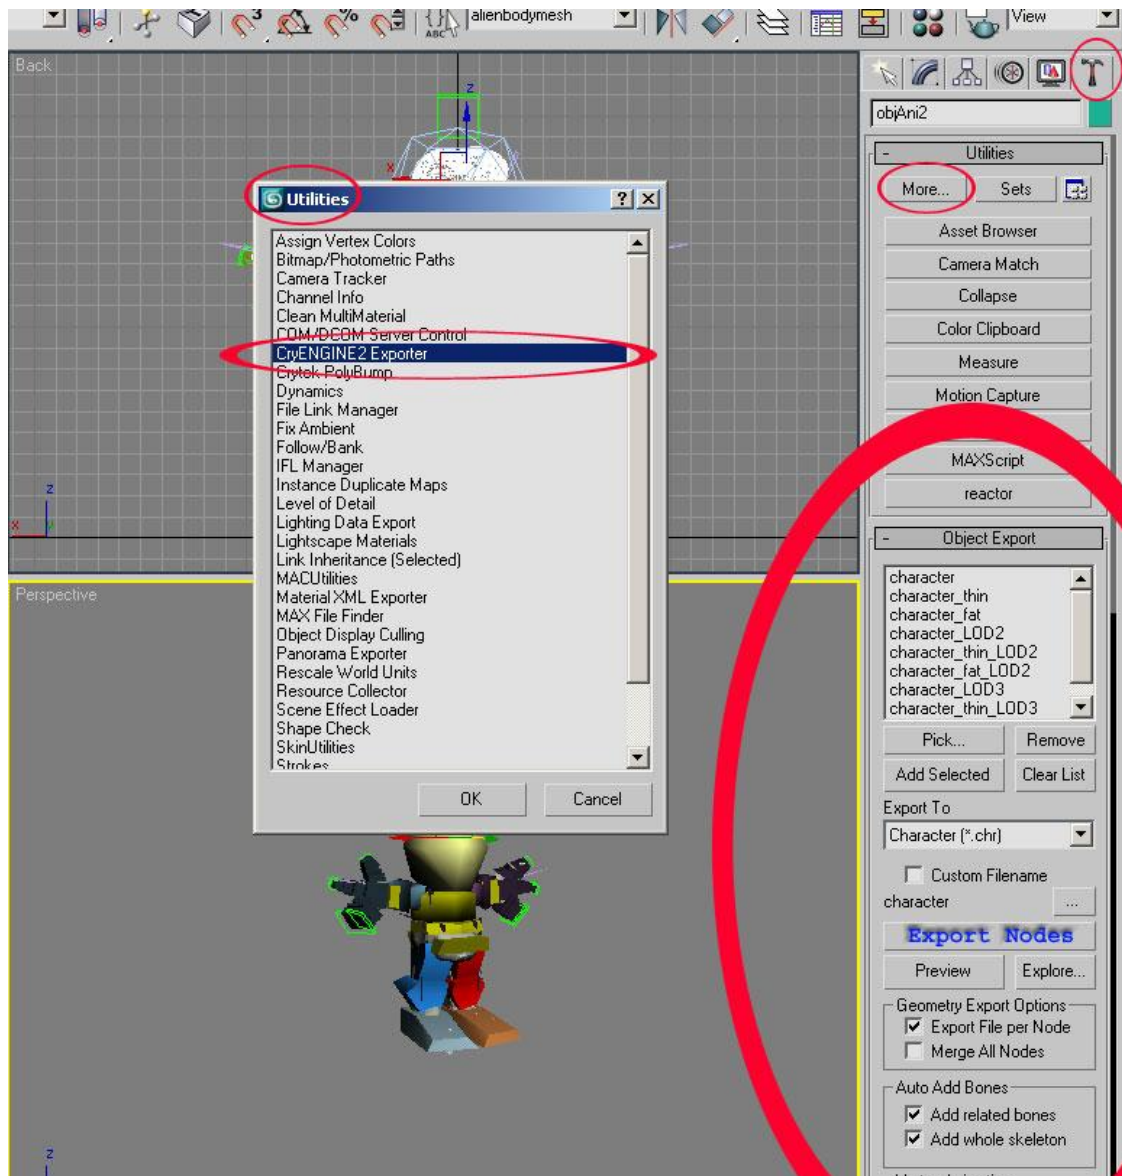 alienbodymesh
View
ABC
Back
z
x
objAni2
- Utilities
More... Sets
Asset Browser
Camera Match
Collapse
Color Clipboard
Measure
Motion Capture
MAXScript
reactor
Utilities
Assign Vertex Colors
Bitmap/Photometric Paths
Camera Tracker
Channel Info
Clean MultiMaterial
COM/DCOM Server Control
CryENGINE2 Exporter
Crytek PolyBump
Dynamics
File Link Manager
Fix Ambient
Follow/Bank
IFL Manager
Instance Duplicate Maps
Level of Detail
Lighting Data Export
Lightscape Materials
Link Inheritance (Selected)
MACUtilities
Material XML Exporter
MAX File Finder
Object Display Culling
Panorama Exporter
Rescale World Units
Resource Collector
Scene Effect Loader
Shape Check
SkinUtilities
Strokes
OK Cancel
z
x
- Object Export
character
character_thin
character_fat
character_LOD2
character_thin_LOD2
character_fat_LOD2
character_LOD3
character_thin_LOD3
Pick... Remove
Add Selected Clear List
Export To
Character (*.chr)
Custom Filename
character ...
Export Nodes
Preview Explore...
Geometry Export Options
Export File per Node
Merge All Nodes
Auto Add Bones
Add related bones
Add whole skeleton
Perspective
z